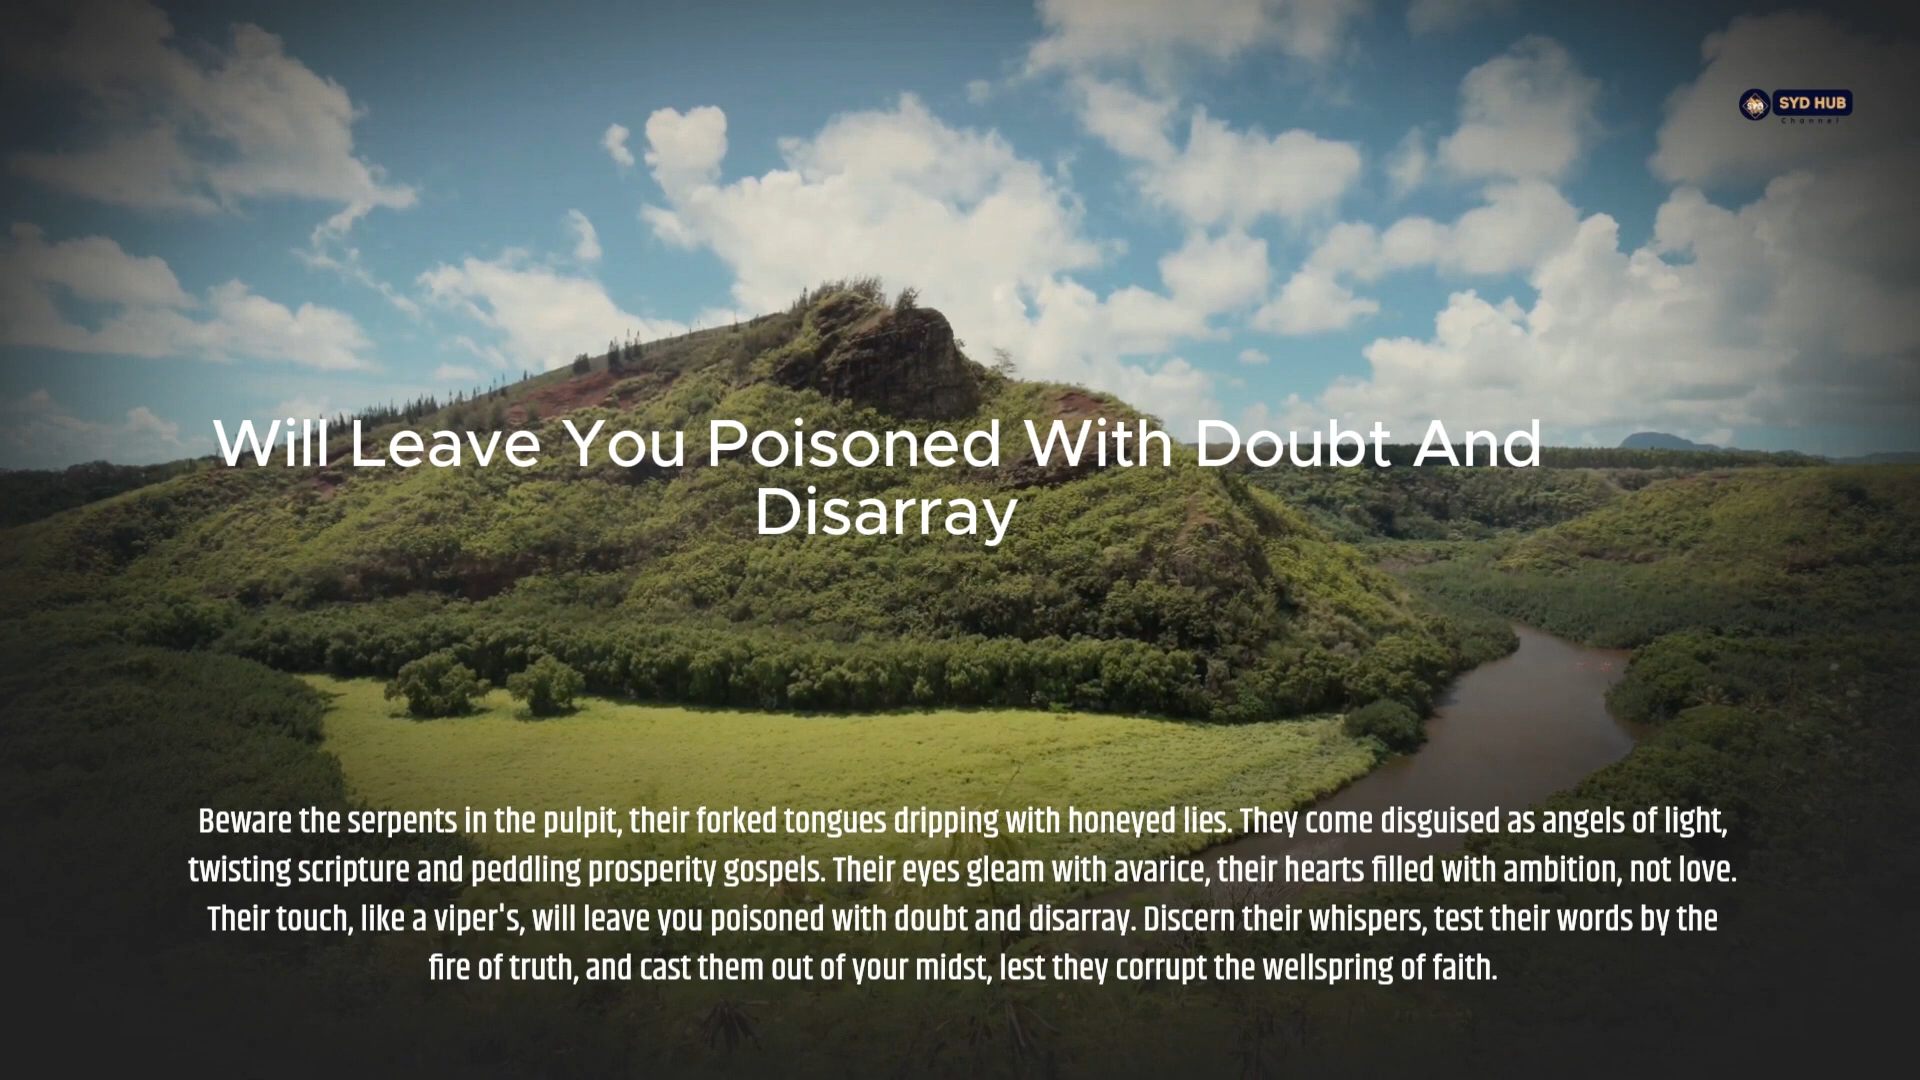 SYD
SYD HUB
Channel
Will Leave You Poisoned With Doubt And
Disarray
Beware the serpents in the pulpit, their forked tongues dripping with honeyed lies. They come disguised as angels of light,
twisting scripture and peddling prosperity gospels. Their eyes gleam with avarice, their hearts filled with ambition, not love.
Their touch, like a viper's, will leave you poisoned with doubt and disarray. Discern their whispers, test their words by the
fire of truth, and cast them out of your midst, lest they corrupt the wellspring of faith.